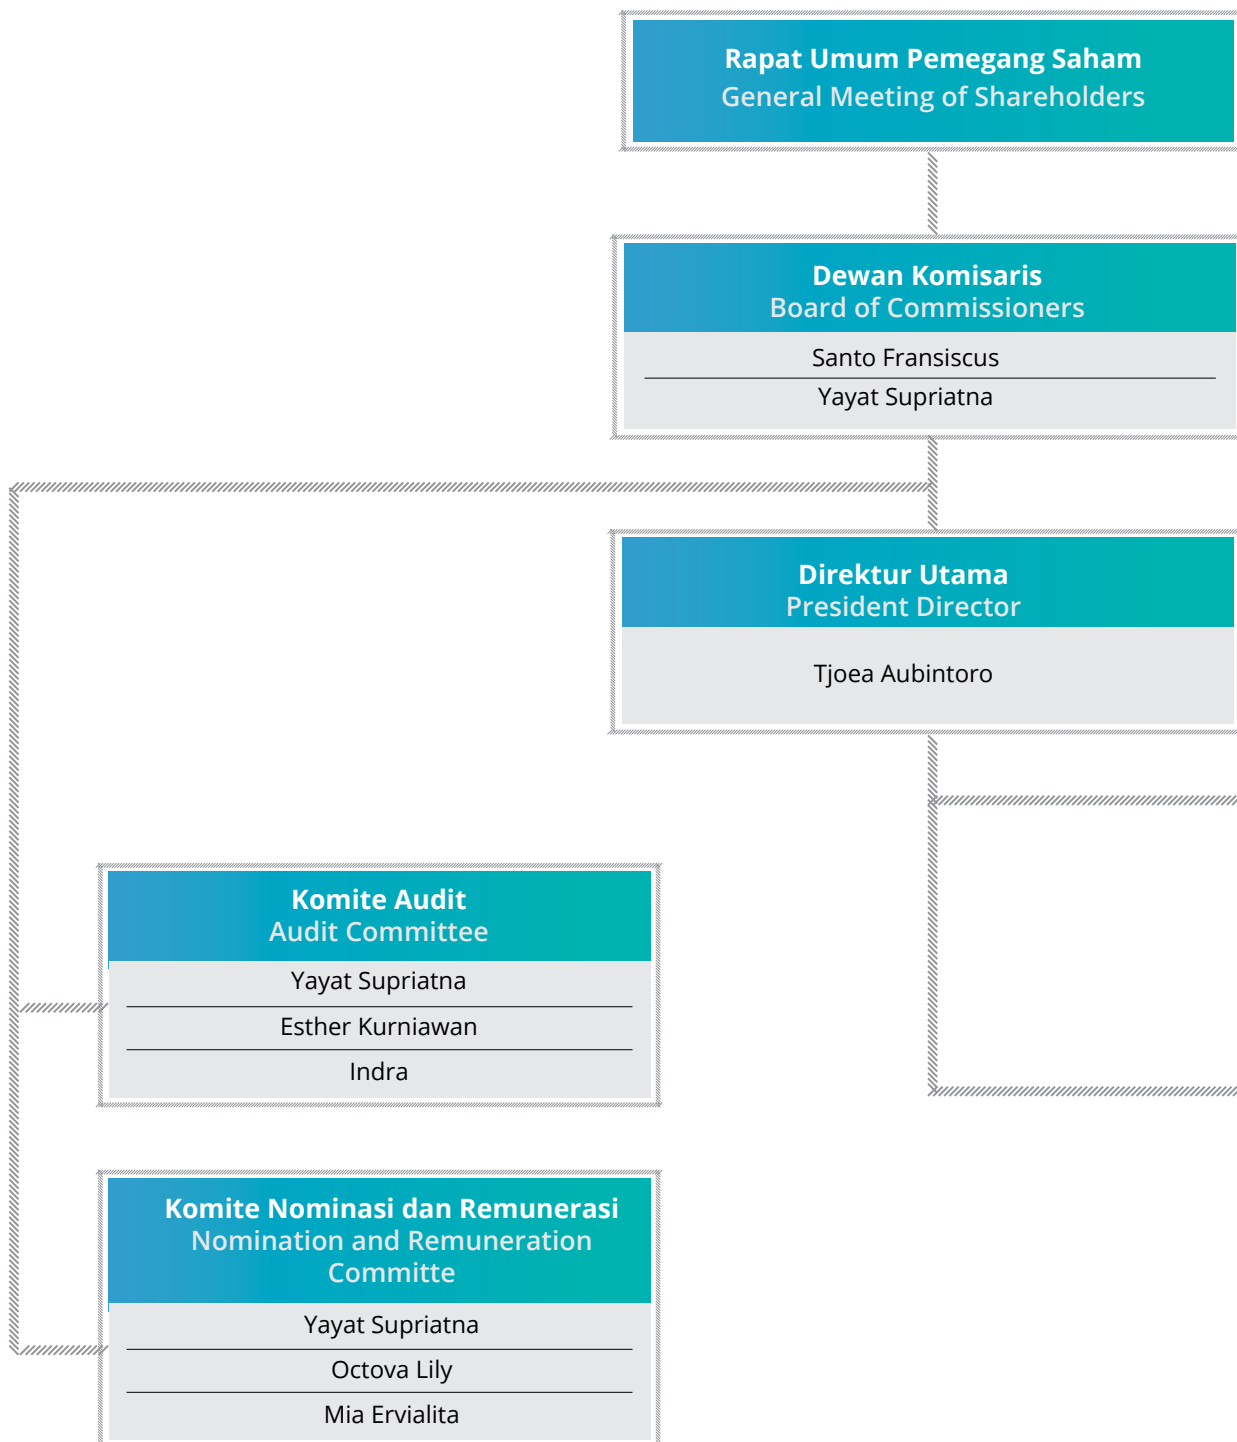 Rapat Umum Pemegang Saham
General Meeting of Shareholders
Dewan Komisaris
Board of Commissioners
Santo Fransiscus
Yayat Supriatna
Direktur Utama
President Director
Tjoea Aubintoro
Komite Audit
Audit Committee
Yayat Supriatna
Esther Kurniawan
Indra
Komite Nominasi dan Remunerasi
Nomination and Remuneration
Committe
Yayat Supriatna
Octova Lily
Mia Ervialita